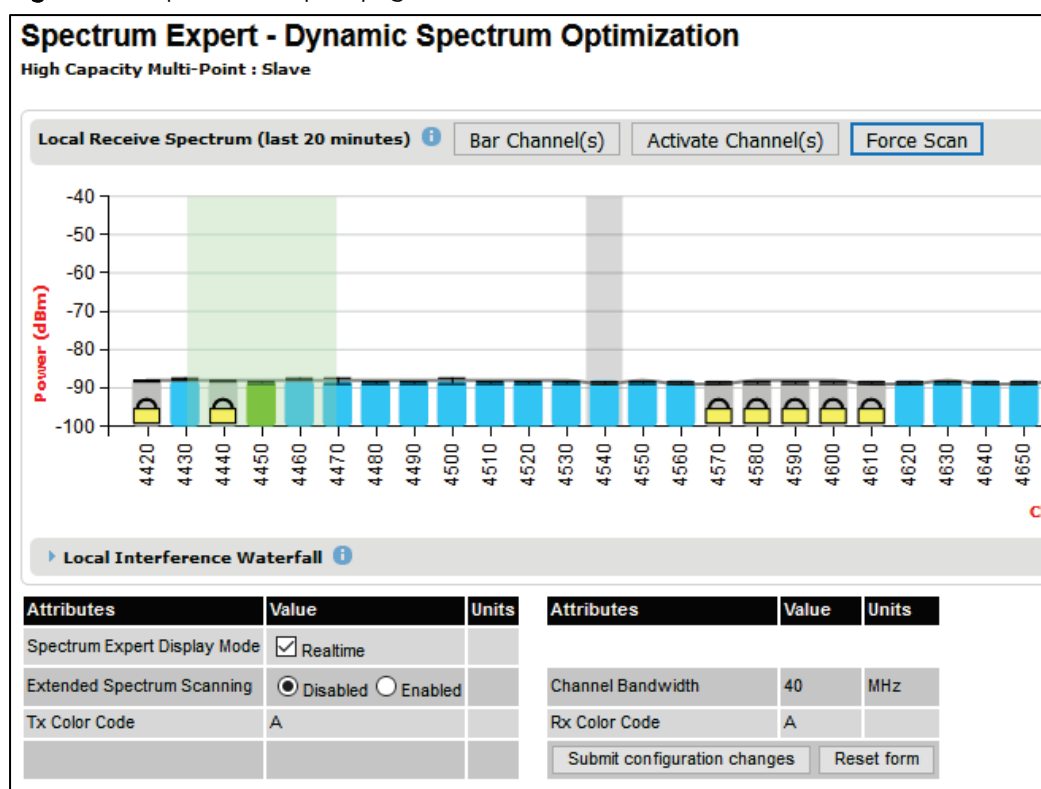 Spectrum Expert - Dynamic Spectrum Optimization
High Capacity Multi-Point : Slave
Local Receive Spectrum (last 20 minutes) i Bar Channel(s) Activate Channel(s) Force Scan
-40
-50
-60
-70
-80
-90
-100
Power (dBm)
4420 4430 4440 4450 4460 4470 4480 4490 4500 4510 4520 4530 4540 4550 4560 4570 4580 4590 4600 4610 4620 4630 4640 4650
C
Local Interference Waterfall i
Attributes Value Units Attributes Value Units
Spectrum Expert Display Mode Realtime
Extended Spectrum Scanning Disabled Enabled Channel Bandwidth 40 MHz
Tx Color Code A Rx Color Code A
Submit configuration changes Reset form